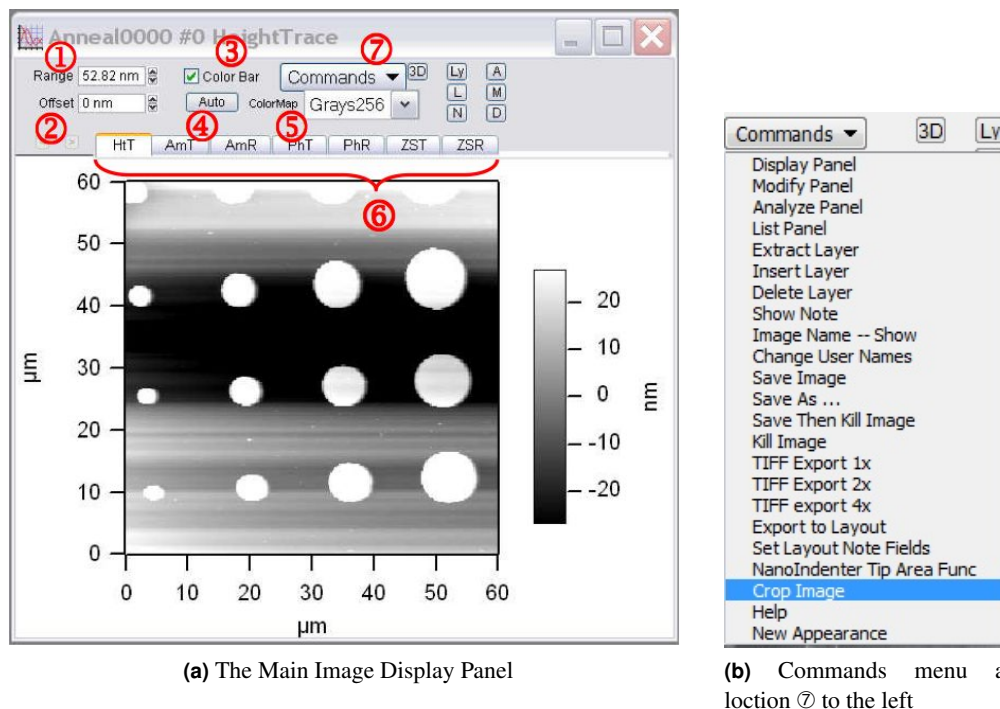 Anneal0000 #0 HeightTrace
① ③ ⑦
Range 52.82 nm Color Bar Commands 3D Ly A
L M
Offset 0 nm Auto ColorMap Grays256 N D
② ④ ⑤
HtT AmT AmR PhT PhR ZST ZSR
⑥
60
50
40
30
20
10
0
µm
0 10 20 30 40 50 60
µm
20
10
0
-10
-20
nm
(a) The Main Image Display Panel
Commands 3D Ly
Display Panel
Modify Panel
Analyze Panel
List Panel
Extract Layer
Insert Layer
Delete Layer
Show Note
Image Name -- Show
Change User Names
Save Image
Save As ...
Save Then Kill Image
Kill Image
TIFF Export 1x
TIFF Export 2x
TIFF export 4x
Export to Layout
Set Layout Note Fields
NanoIndenter Tip Area Func
Crop Image
Help
New Appearance
(b) Commands menu a
loction ⑦ to the left